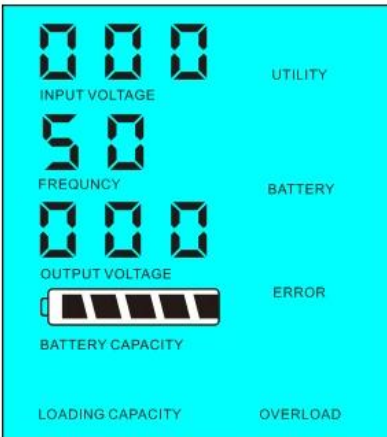 000
UTILITY
INPUT VOLTAGE
50
FREQUNCY
BATTERY
000
OUTPUT VOLTAGE
ERROR
BATTERY CAPACITY
LOADING CAPACITY
OVERLOAD